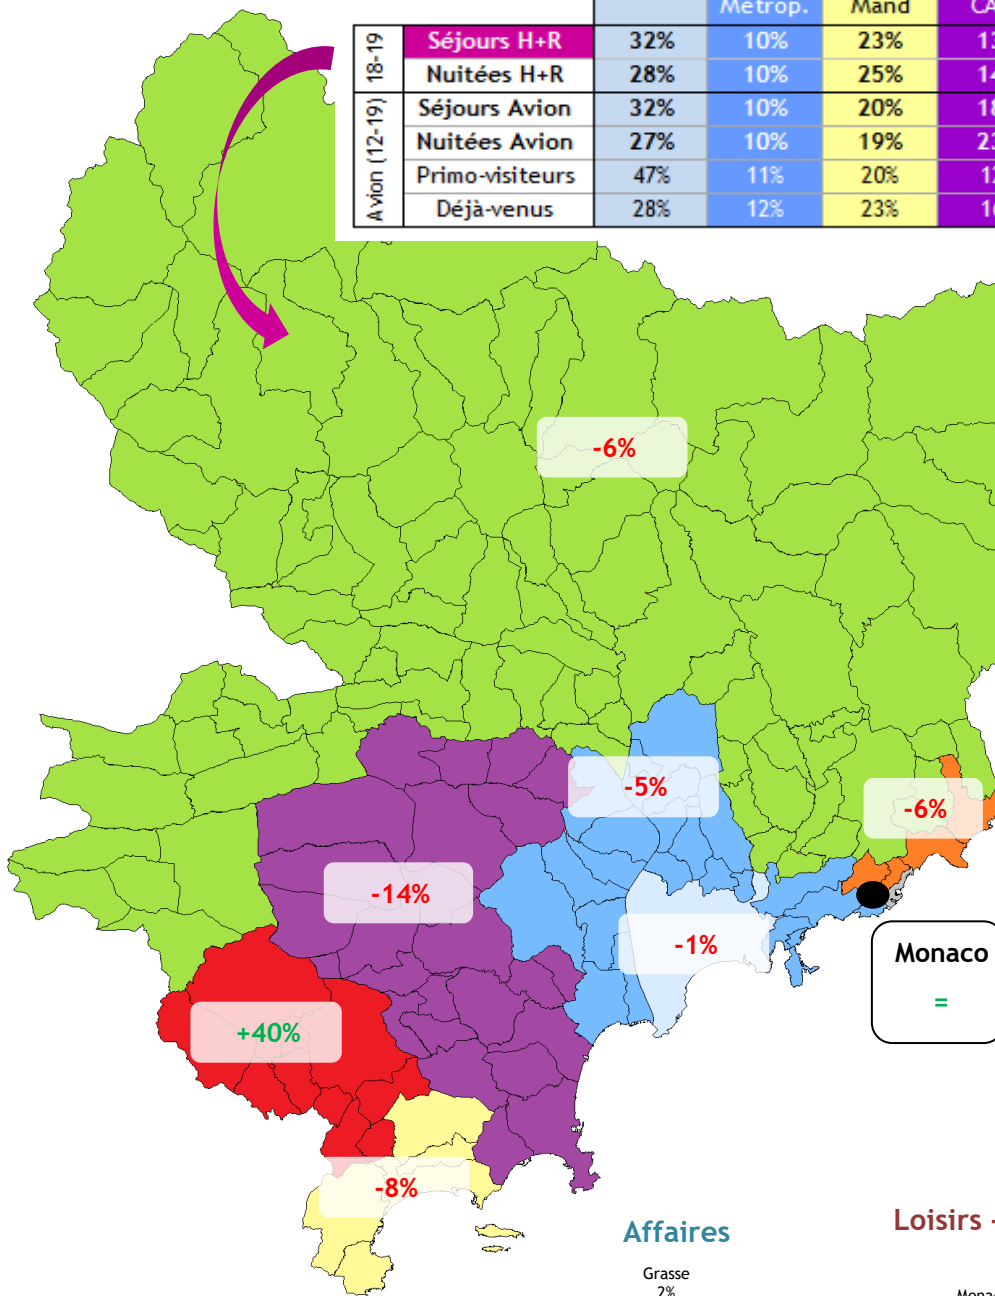 Métrop. Mand CA
18-19
Séjours H+R 32% 10% 23%
Nuitées H+R 28% 10% 25%
Avion (12-19)
Séjours Avion 32% 10% 20%
Nuitées Avion 27% 10% 19%
Primo-visiteurs 47% 11% 20%
Déjà-venus 28% 12% 23%
-6%
-5%
-6%
-14%
-1%
Monaco
=
+40%
-8%
Affaires
Loisirs -
Grasse
2%